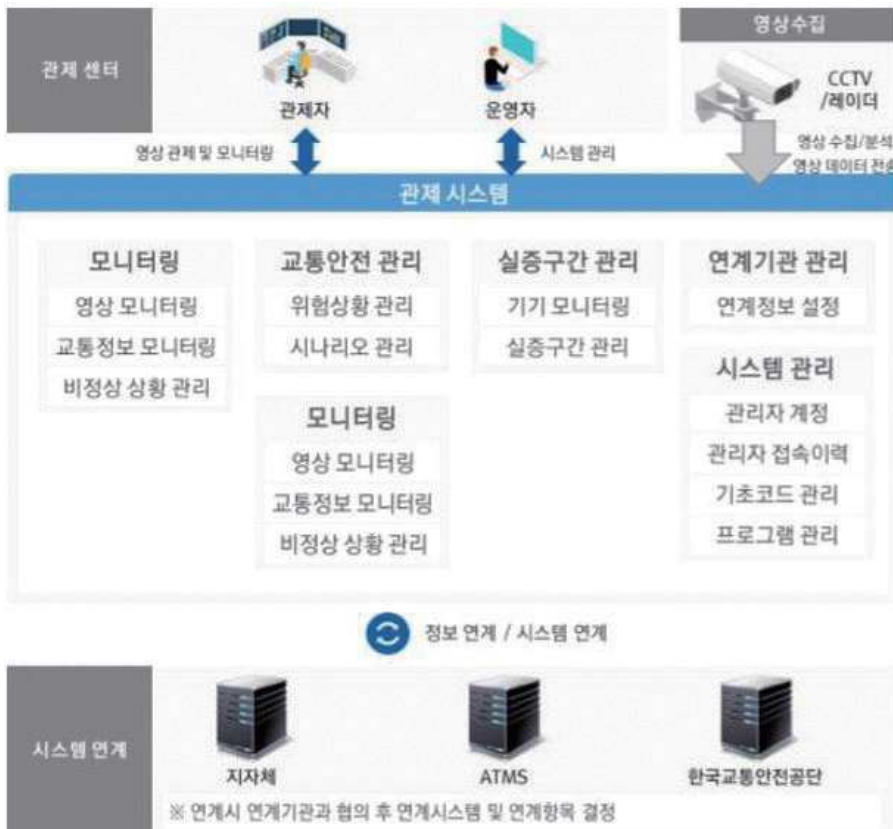 관제 센터
관제자
운영자
영상수집
CCTV
/레이더
영상 관제 및 모니터링
시스템 관리
영상 수집/분석
영상 데이터 전송
관제 시스템
모니터링
영상 모니터링
교통정보 모니터링
비정상 상황 관리
교통안전 관리
위험상황 관리
시나리오 관리
모니터링
영상 모니터링
교통정보 모니터링
비정상 상황 관리
실증구간 관리
기기 모니터링
실증구간 관리
연계기관 관리
연계정보 설정
시스템 관리
관리자 계정
관리자 접속이력
기초코드 관리
프로그램 관리
정보 연계 / 시스템 연계
시스템 연계
지자체
ATMS
한국교통안전공단
※ 연계시 연계기관과 협의 후 연계시스템 및 연계항목 결정